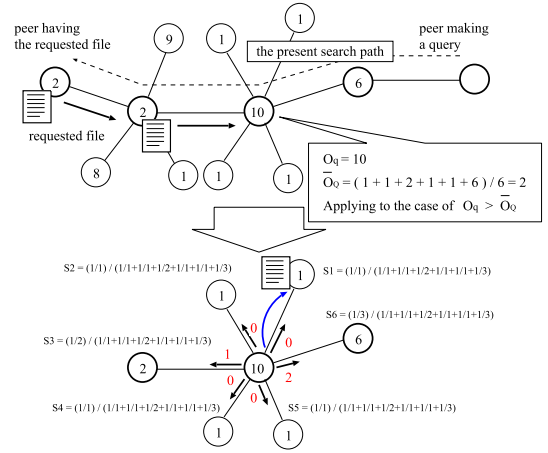 peer having
the requested file
9
1
1
the present search path
peer making
a query
2
2
10
6
requested file
8
1
1
1
Oq = 10
O̅Q = ( 1 + 1 + 2 + 1 + 1 + 6 ) / 6 = 2
Applying to the case of Oq > O̅Q
S2 = (1/1) / (1/1+1/1+1/2+1/1+1/1+1/3)
1
S1 = (1/1) / (1/1+1/1+1/2+1/1+1/1+1/3)
1
S6 = (1/3) / (1/1+1/1+1/2+1/1+1/1+1/3)
0
0
S3 = (1/2) / (1/1+1/1+1/2+1/1+1/1+1/3)
6
1
2
10
0
2
0
S4 = (1/1) / (1/1+1/1+1/2+1/1+1/1+1/3)
S5 = (1/1) / (1/1+1/1+1/2+1/1+1/1+1/3)
1
1